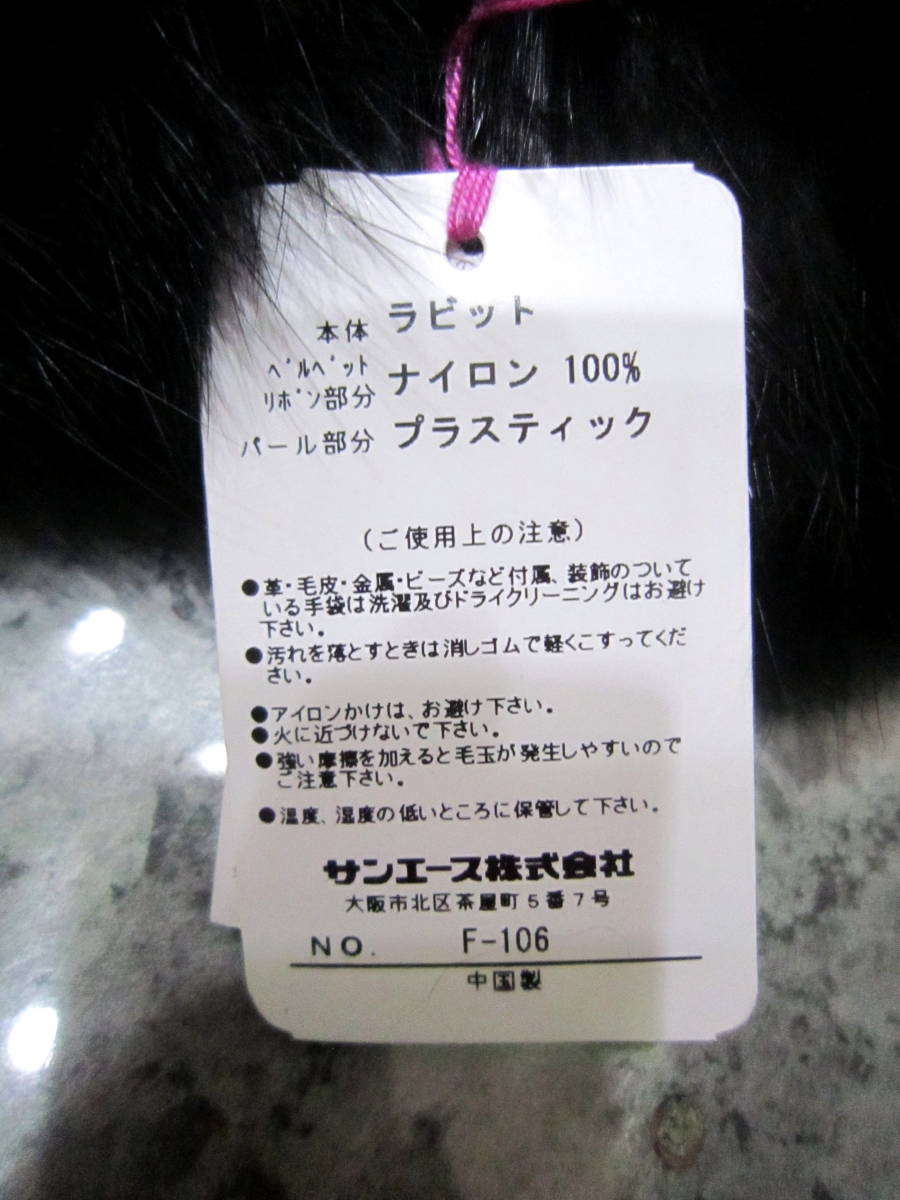 本体 ラビット
ベルベット
リボン部分 ナイロン 100%
パール部分 プラスティック
(ご使用上の注意)
●革・毛皮・金属・ビーズなど付属、装飾のついて
いる手袋は洗濯及びドライクリーニングはお避け
下さい。
●汚れを落とすときは消しゴムで軽くこすってくだ
さい。
●アイロンかけは、お避け下さい。
●火に近づけないで下さい。
●強い摩擦を加えると毛玉が発生しやすいので
ご注意下さい。
●温度、湿度の低いところに保管して下さい。
サンエース株式会社
大阪市北区茶屋町5番7号
NO. F-106
中国製